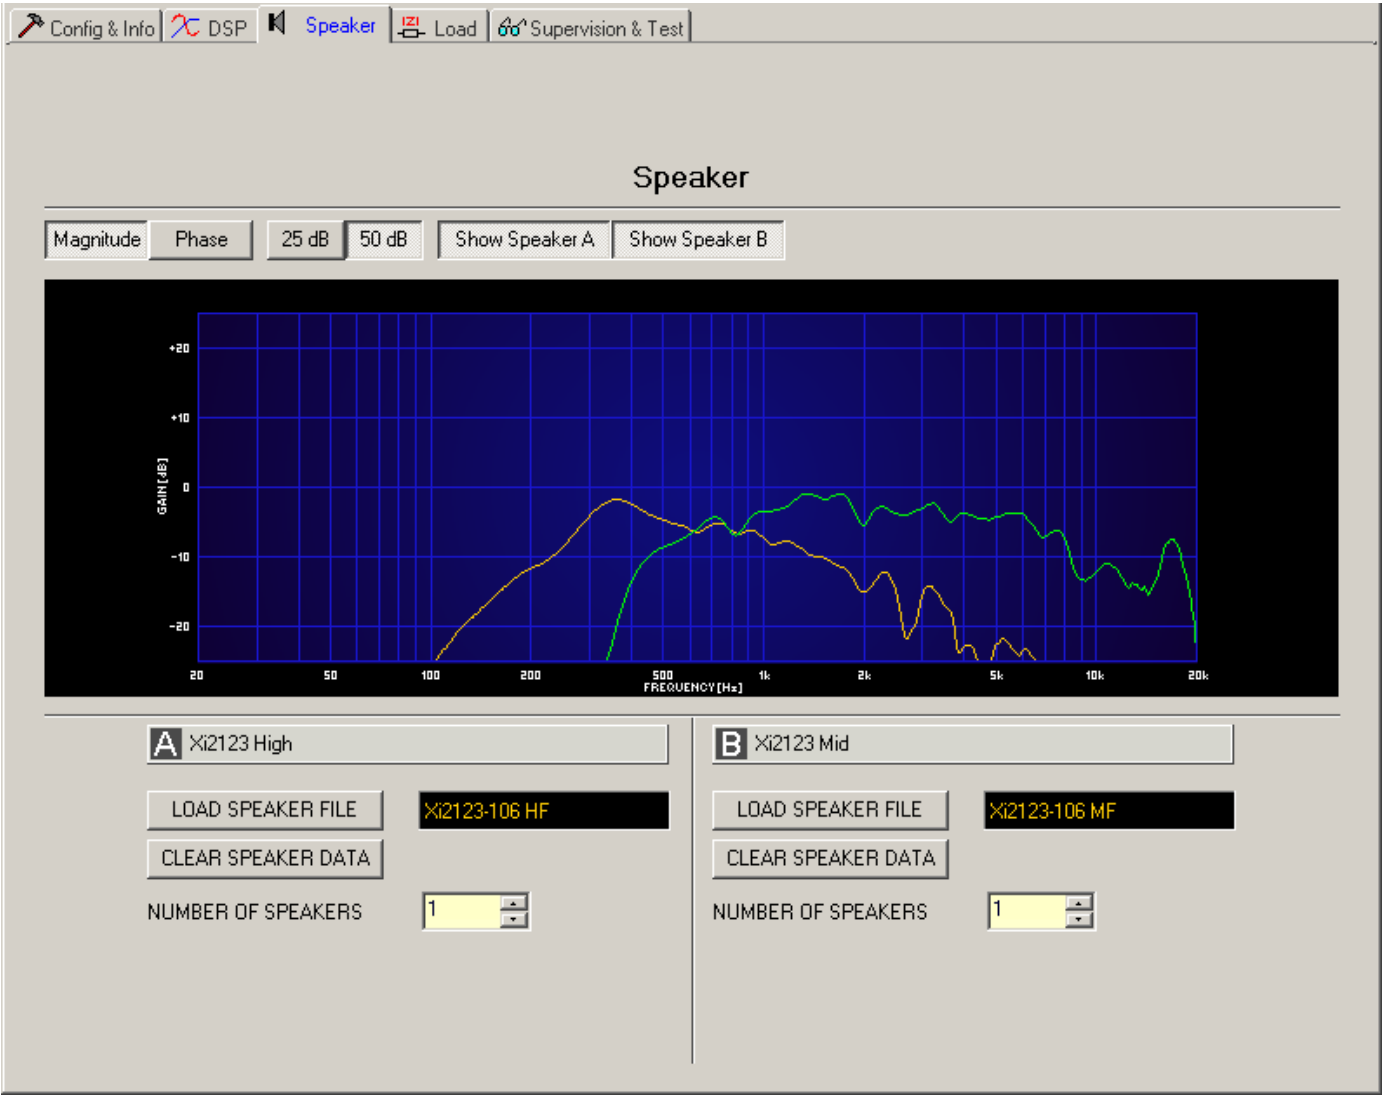 Config & Info DSP Speaker |Z| Load Supervision & Test
Speaker
Magnitude Phase 25 dB 50 dB Show Speaker A Show Speaker B
+20
+10
0
-10
-20
GAIN[dB]
20 50 100 200 500 1k 2k 5k 10k 20k
FREQUENCY[Hz]
A Xi2123 High B Xi2123 Mid
LOAD SPEAKER FILE Xi2123-106 HF LOAD SPEAKER FILE Xi2123-106 MF
CLEAR SPEAKER DATA CLEAR SPEAKER DATA
NUMBER OF SPEAKERS 1 NUMBER OF SPEAKERS 1